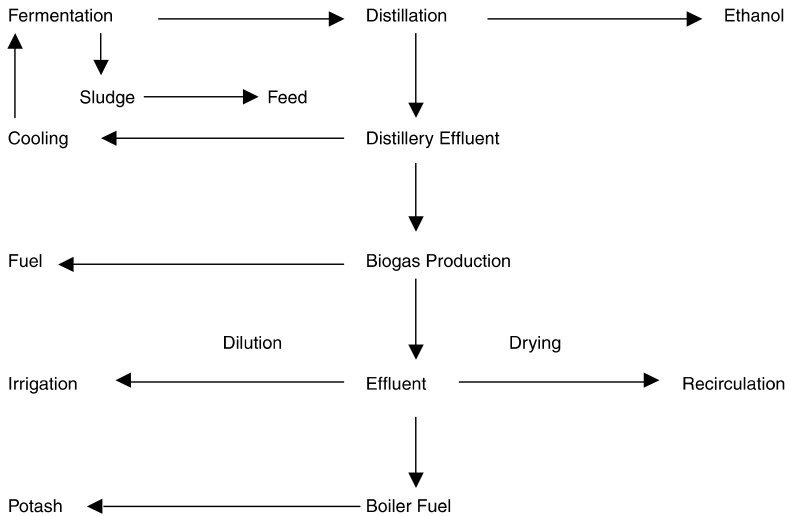 Fermentation Distillation Ethanol
Sludge Feed
Cooling Distillery Effluent
Fuel Biogas Production
Dilution Drying
Irrigation Effluent Recirculation
Potash Boiler Fuel